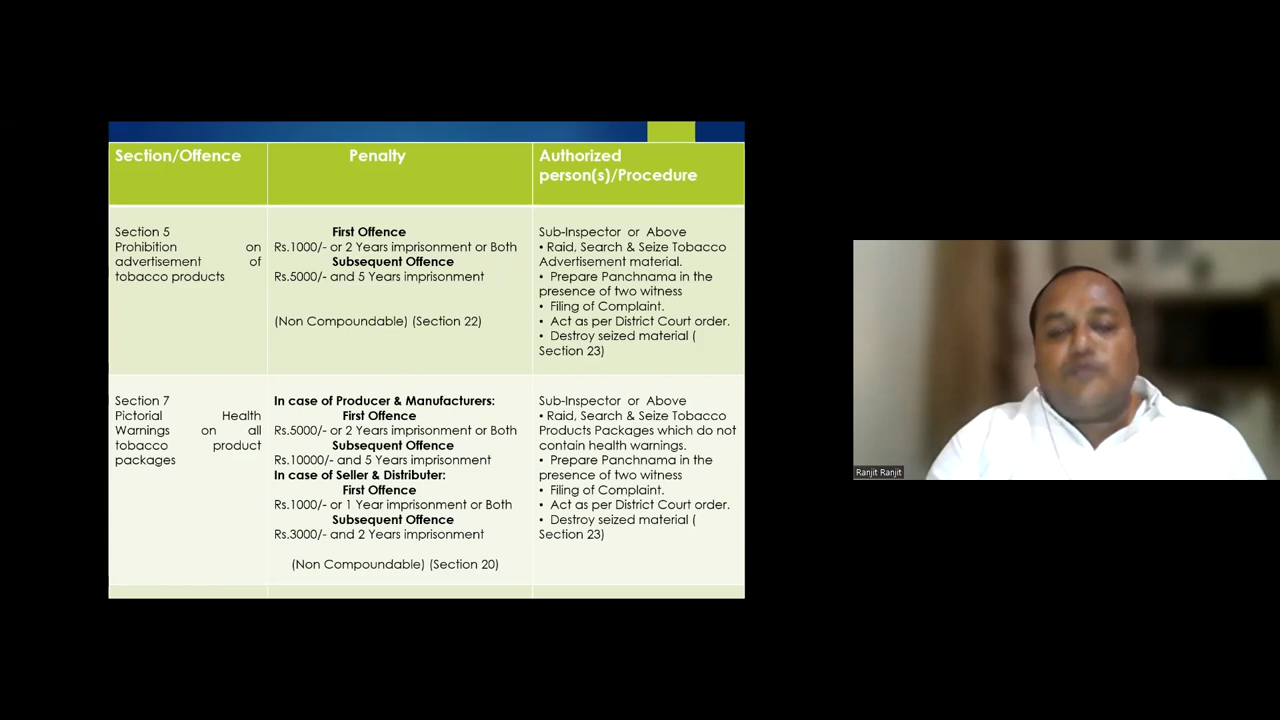 Section/Offence
Penalty
Authorized
person(s)/Procedure
Section 5
Prohibition on
advertisement of
tobacco products
First Offence
Rs.1000/- or 2 Years imprisonment or Both
Subsequent Offence
Rs.5000/- and 5 Years imprisonment
(Non Compoundable) (Section 22)
Sub-Inspector or Above
• Raid, Search & Seize Tobacco
Advertisement material.
• Prepare Panchnama in the
presence of two witness
• Filing of Complaint.
• Act as per District Court order.
• Destroy seized material (
Section 23)
Section 7
Pictorial Health
Warnings on all
tobacco product
packages
In case of Producer & Manufacturers:
First Offence
Rs.5000/- or 2 Years imprisonment or Both
Subsequent Offence
Rs.10000/- and 5 Years imprisonment
In case of Seller & Distributer:
First Offence
Rs.1000/- or 1 Year imprisonment or Both
Subsequent Offence
Rs.3000/- and 2 Years imprisonment
(Non Compoundable) (Section 20)
Sub-Inspector or Above
• Raid, Search & Seize Tobacco
Products Packages which do not
contain health warnings.
• Prepare Panchnama in the
presence of two witness
• Filing of Complaint.
• Act as per District Court order.
• Destroy seized material (
Section 23)
Ranjit Ranjit